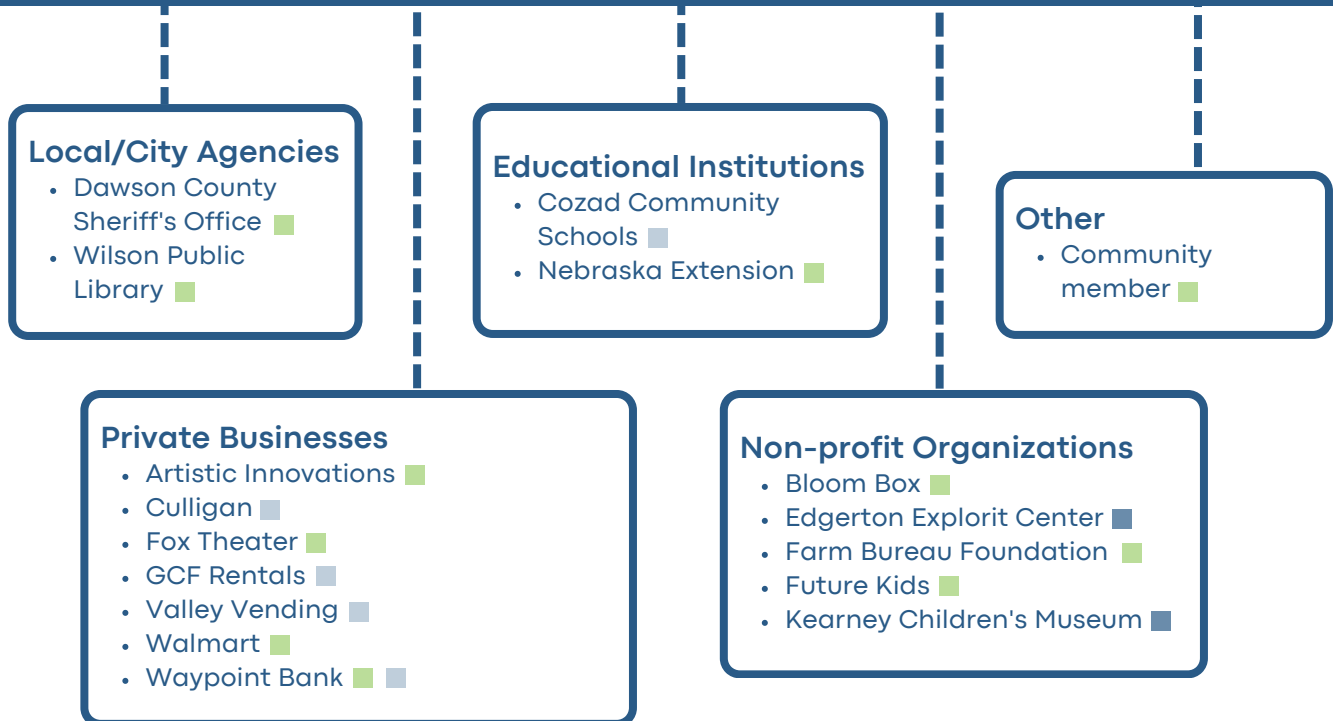 Local/City Agencies
• Dawson County
Sheriff's Office
• Wilson Public
Library
Educational Institutions
• Cozad Community
Schools
• Nebraska Extension
Other
• Community
member
Private Businesses
• Artistic Innovations
• Culligan
• Fox Theater
• GCF Rentals
• Valley Vending
• Walmart
• Waypoint Bank
Non-profit Organizations
• Bloom Box
• Edgerton Explorit Center
• Farm Bureau Foundation
• Future Kids
• Kearney Children's Museum